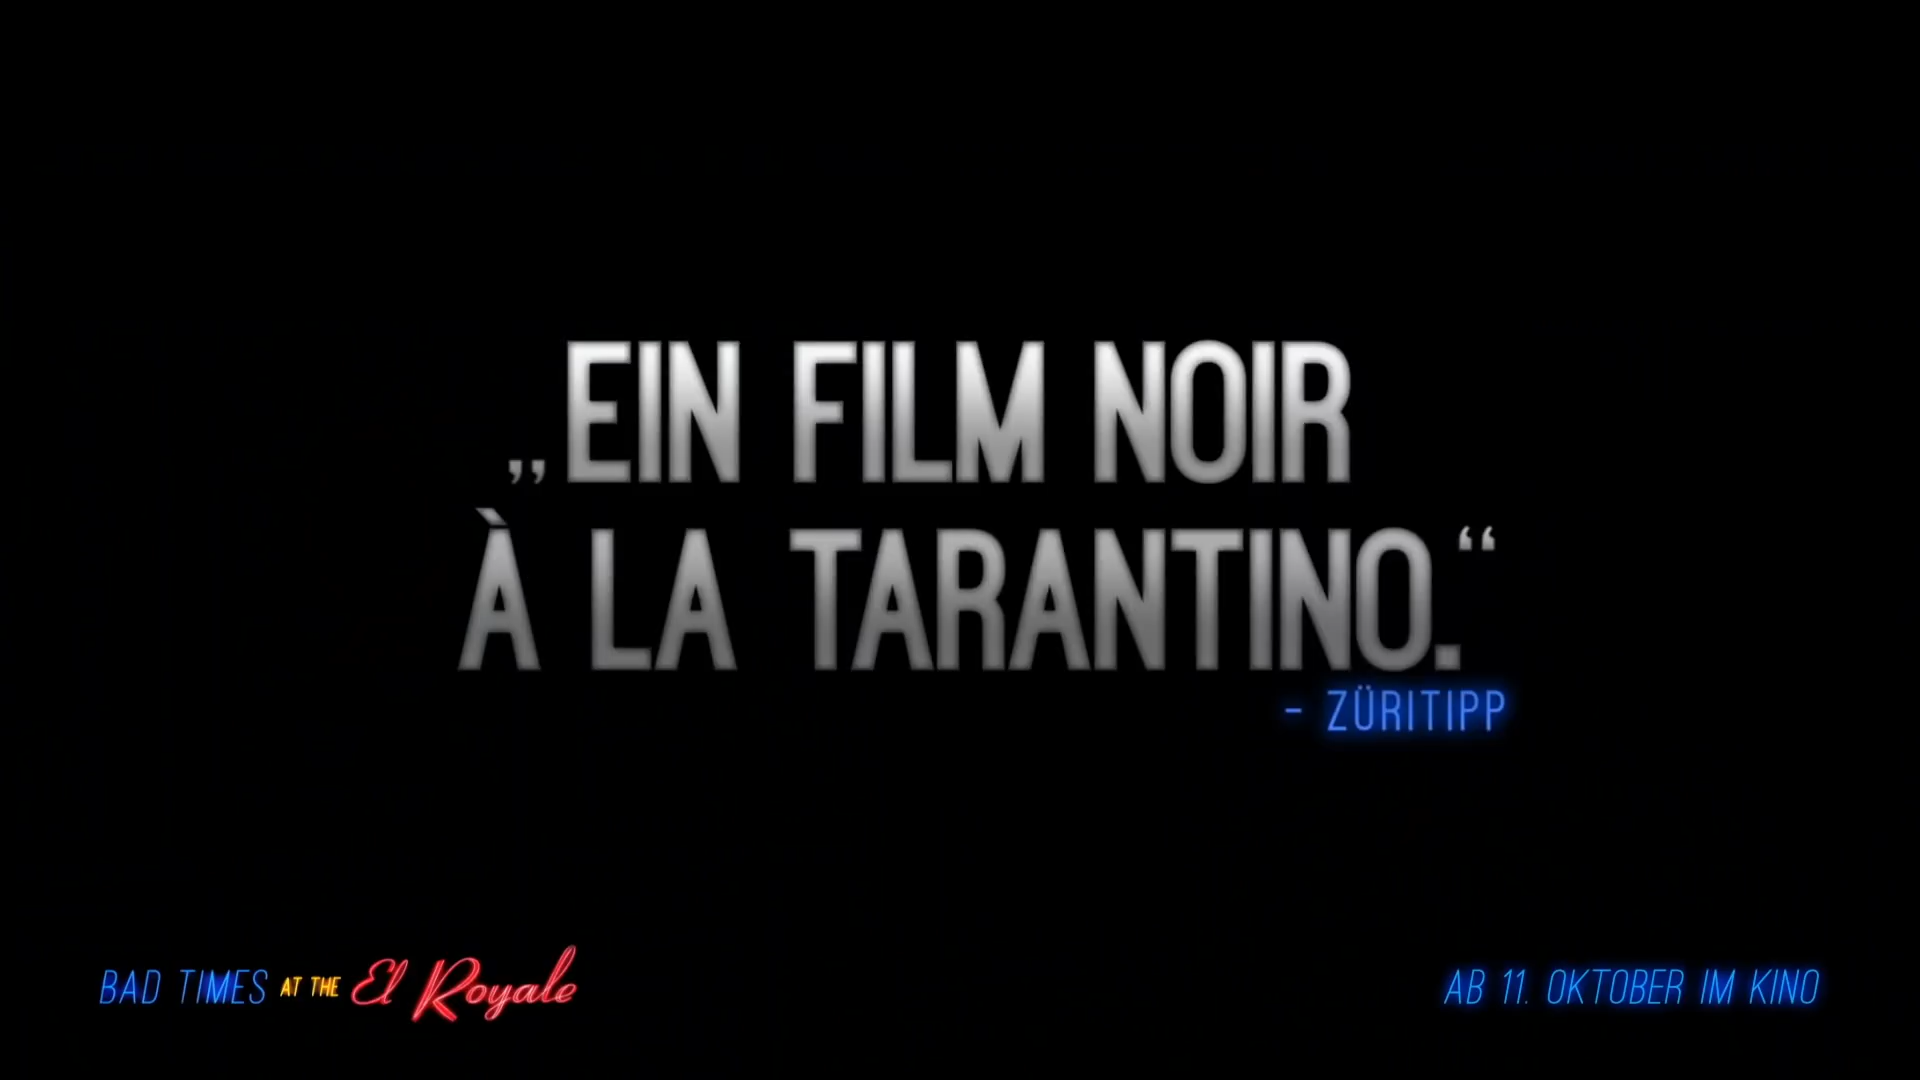 „EIN FILM NOIR
À LA TARANTINO.“
- ZÜRITIPP
BAD TIMES AT THE El Royale
AB 11. OKTOBER IM KINO